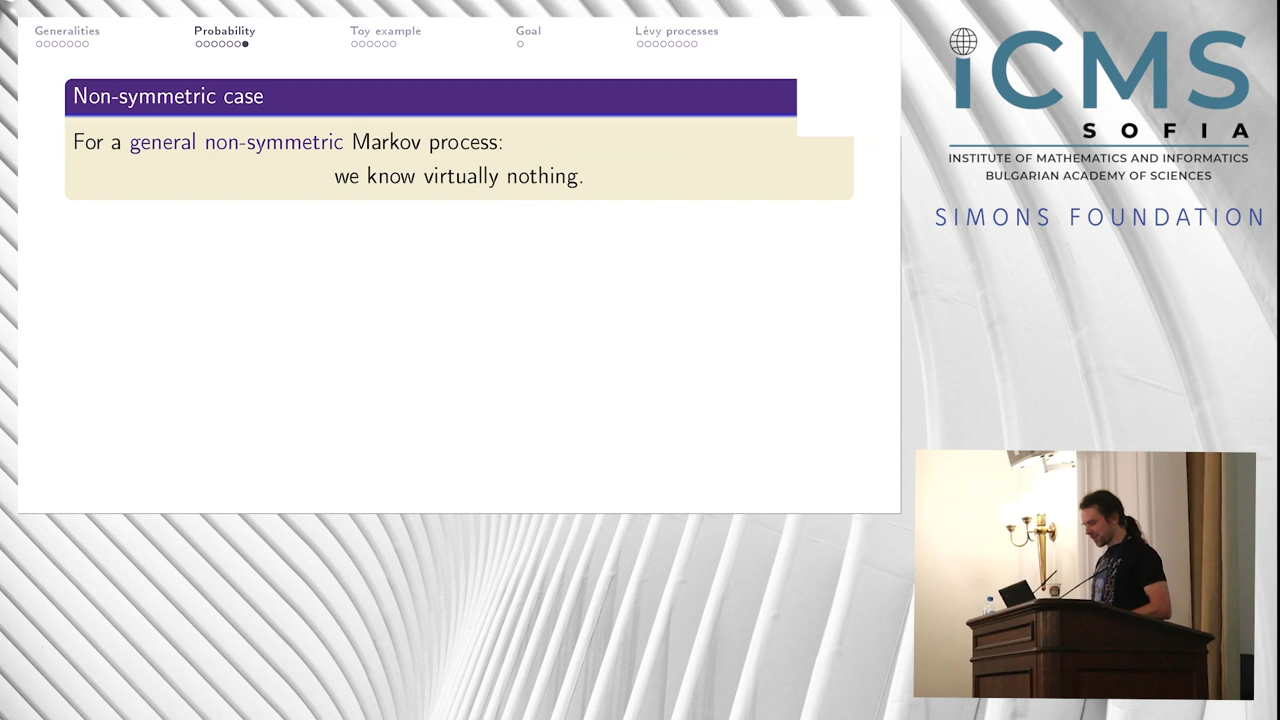 Generalities
Probability
Toy example
Goal
Lévy processes
Non-symmetric case
For a general non-symmetric Markov process:
we know virtually nothing.
iCMS
SOFIA
INSTITUTE OF MATHEMATICS AND INFORMATICS
BULGARIAN ACADEMY OF SCIENCES
SIMONS FOUNDATION